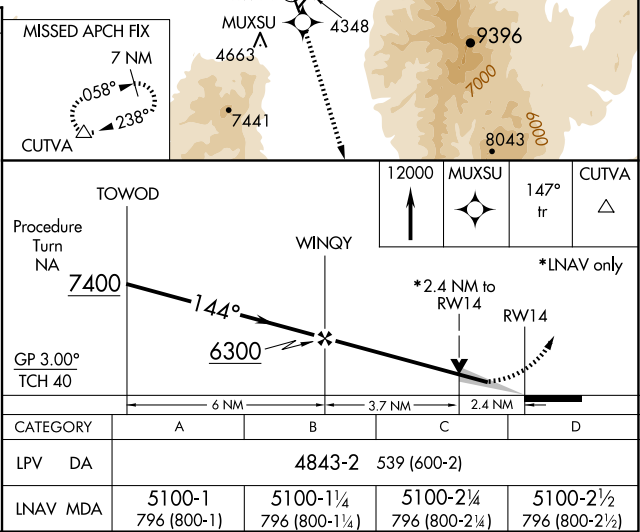 MISSED APCH FIX
7 NM
058°
238°
CUTVA
MUXSU
4348
4663
7441
9396
7000
6000
8043
12000 MUXSU 147° tr CUTVA
TOWOD
Procedure
Turn
NA
WINQY
*LNAV only
*2.4 NM to
RW14
RW14
7400
144°
6300
GP 3.00°
TCH 40
6 NM 3.7 NM 2.4 NM
CATEGORY A B C D
LPV DA 4843-2 539 (600-2)
LNAV MDA 5100-1 5100-1¼ 5100-2¼ 5100-2½
796 (800-1) 796 (800-1¼) 796 (800-2¼) 796 (800-2½)